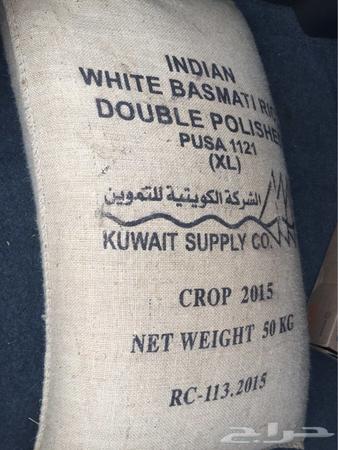 INDIAN
WHITE BASMATI RIC
DOUBLE POLISHE
PUSA 1121
(XL)
الشركة الكويتية للتموين
KUWAIT SUPPLY CO.
CROP 2015
NET WEIGHT 50 KG
RC-113.2015
حراج